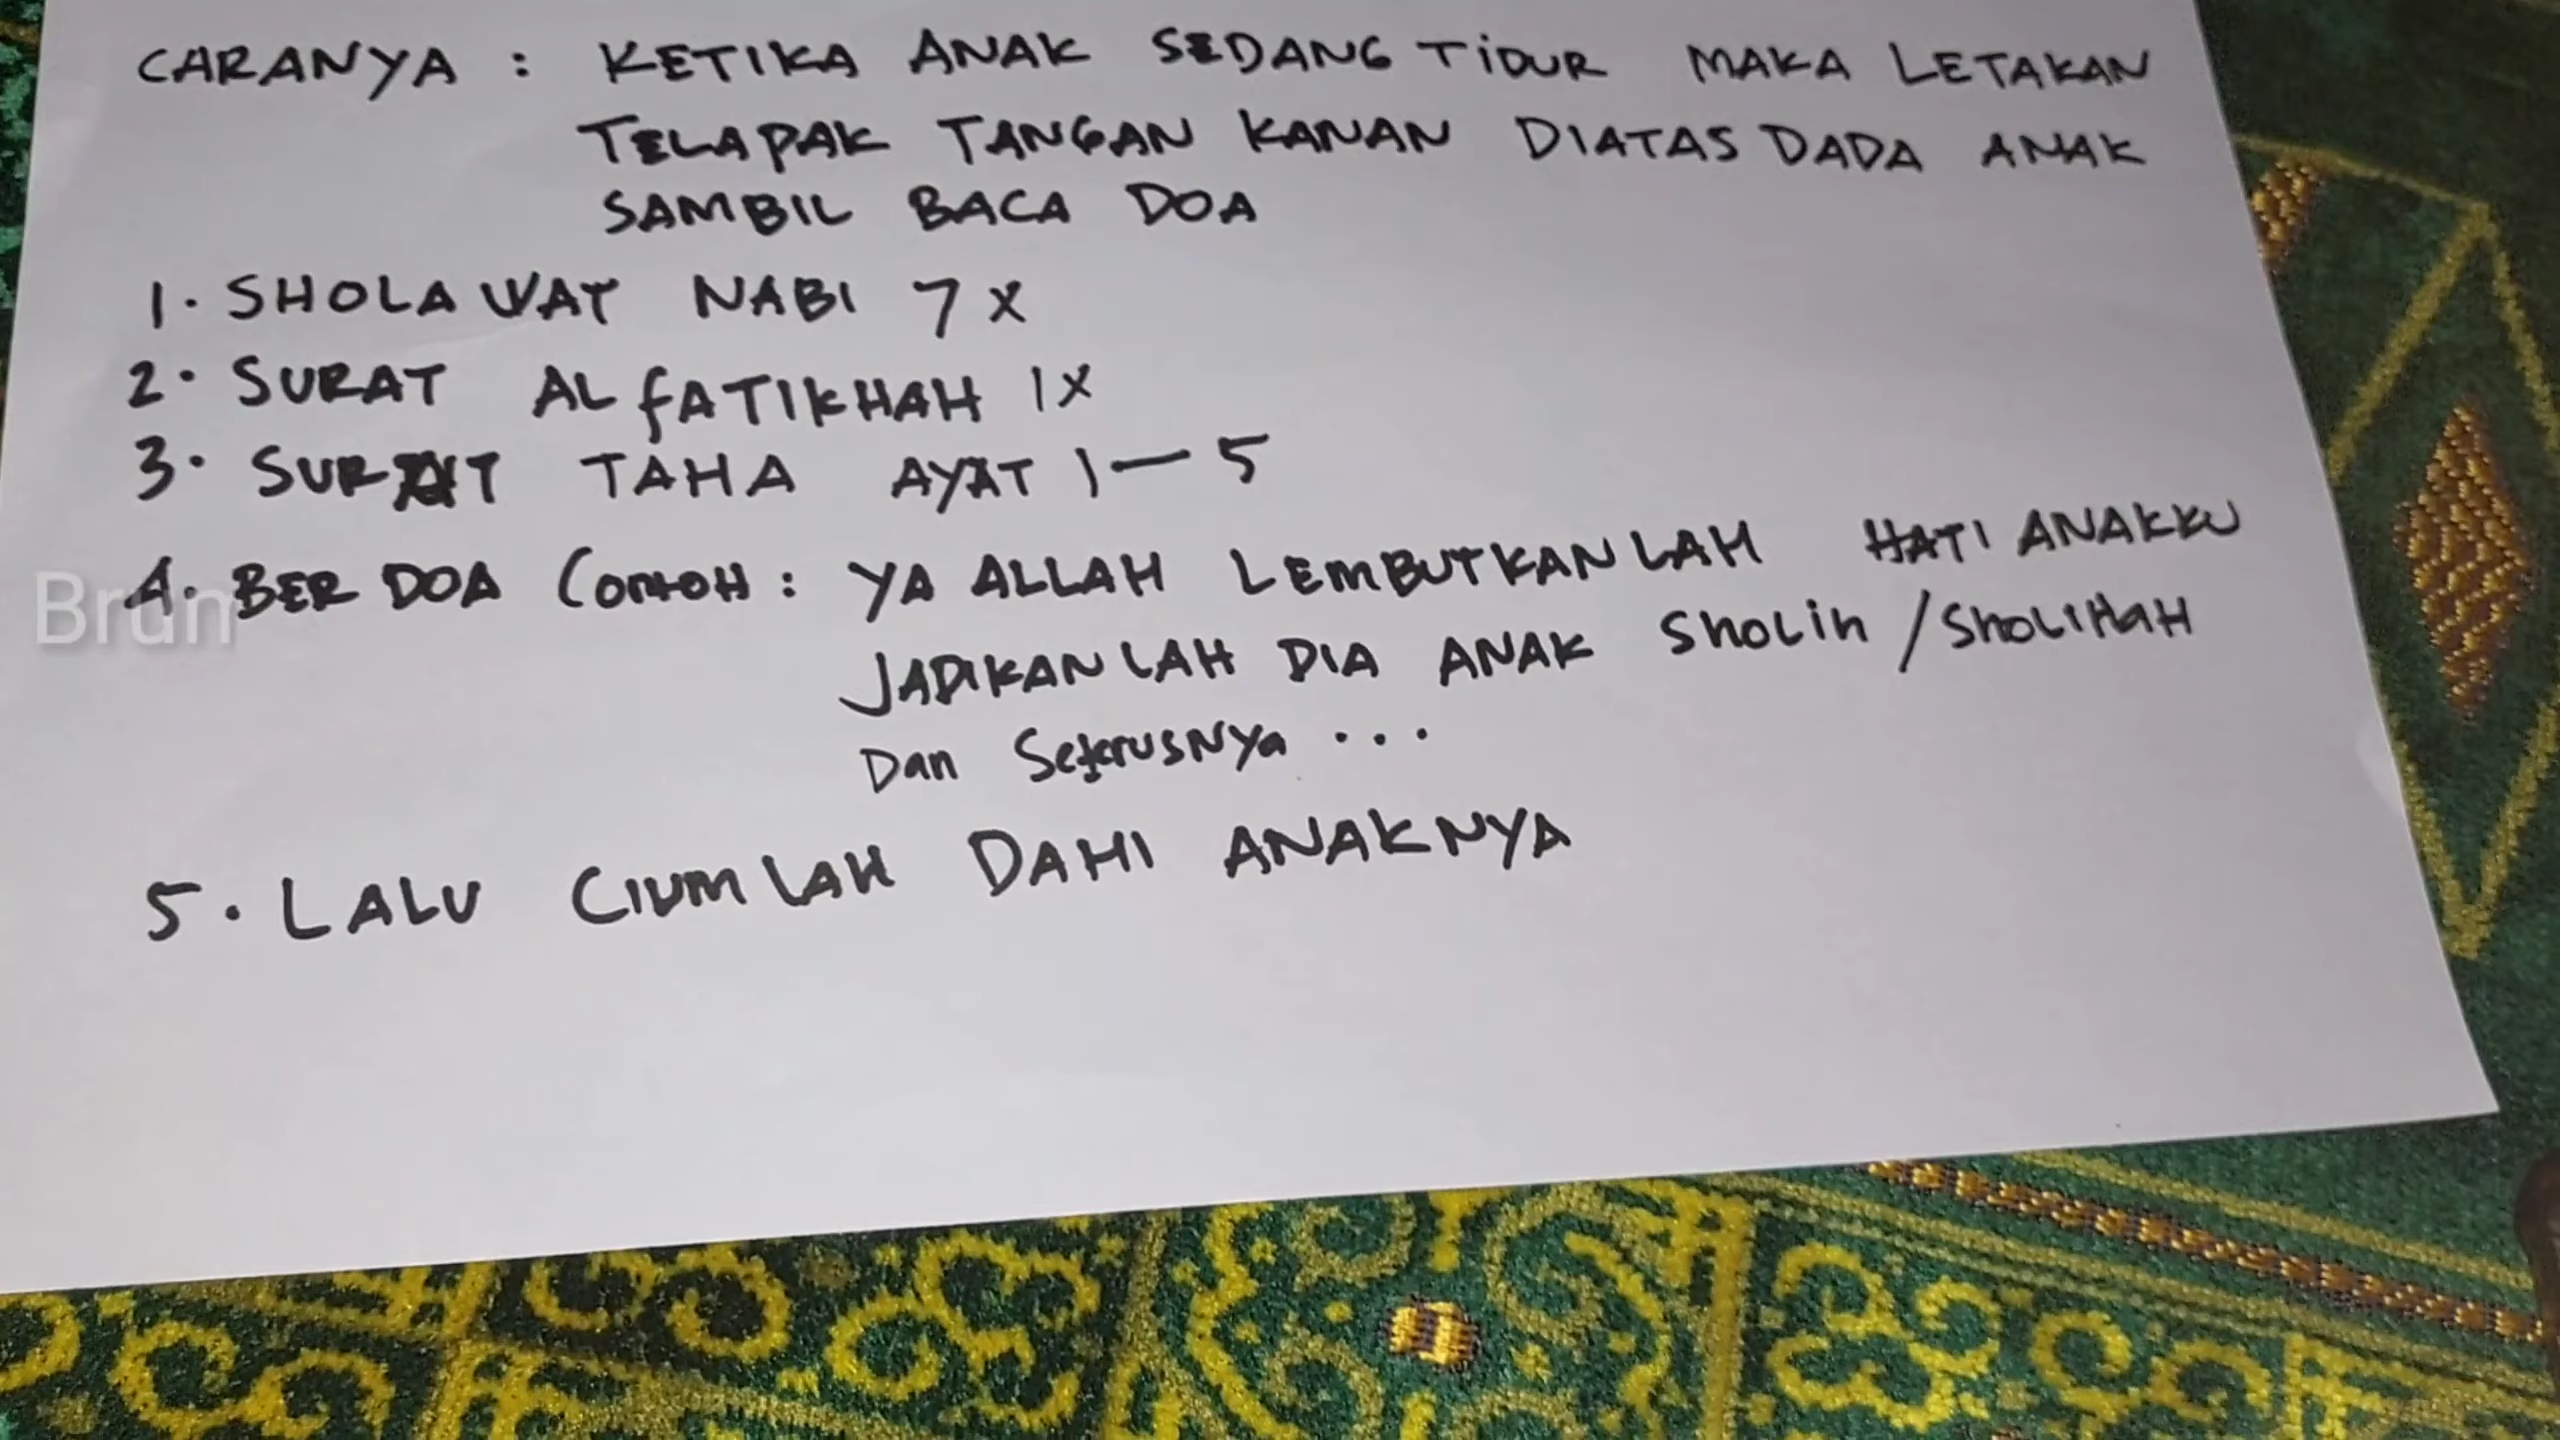 CARANYA : KETIKA ANAK SEDANG TiDUR MAKA LETAKAN
TELAPAK TANGAN KANAN DIATAS DADA ANAK
SAMBIL BACA DOA
1. SHOLAWAT NABI 7X
2. SURAT AL fATIKHAH 1X
3. SURAT TAHA AYAT 1 — 5
4. BER DOA CONTOH : YA ALLAH LEMBUTKANLAH HATI ANAKKU
JADIKANLAH DIA ANAK SHOLIH / SHOLIHAH
Dan SeterusNya ...
5. LALU CIUMLAH DAHI ANAKNYA
Brun